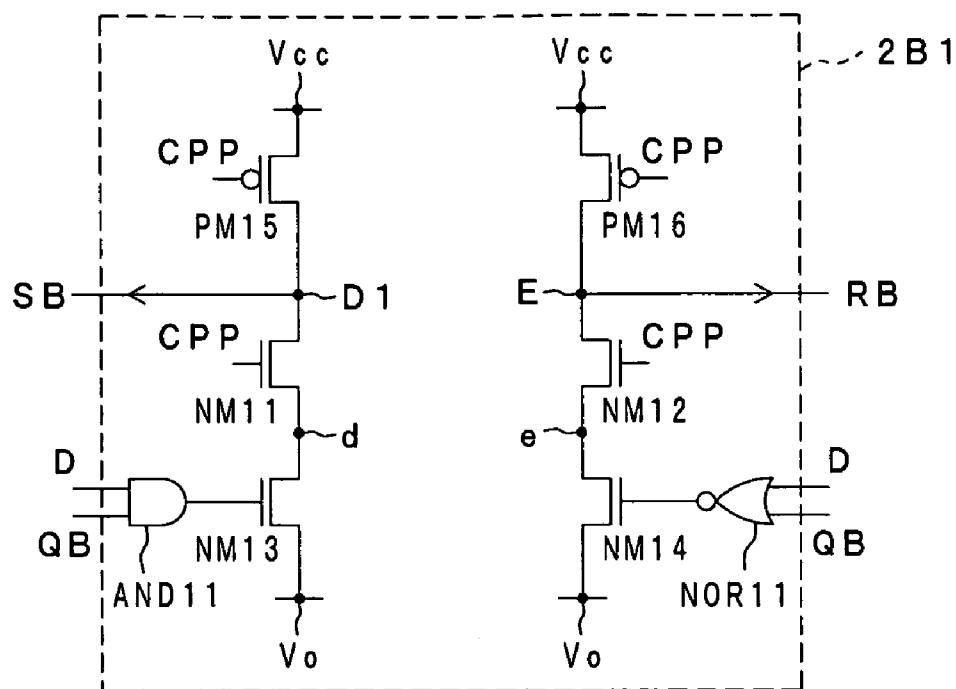 Vcc Vcc 2B1
CPP CPP
PM15 PM16
SB D1 E RB
CPP CPP
NM11 NM12
d e
D D
QB NM13 NM14 QB
AND11 NOR11
Vo Vo